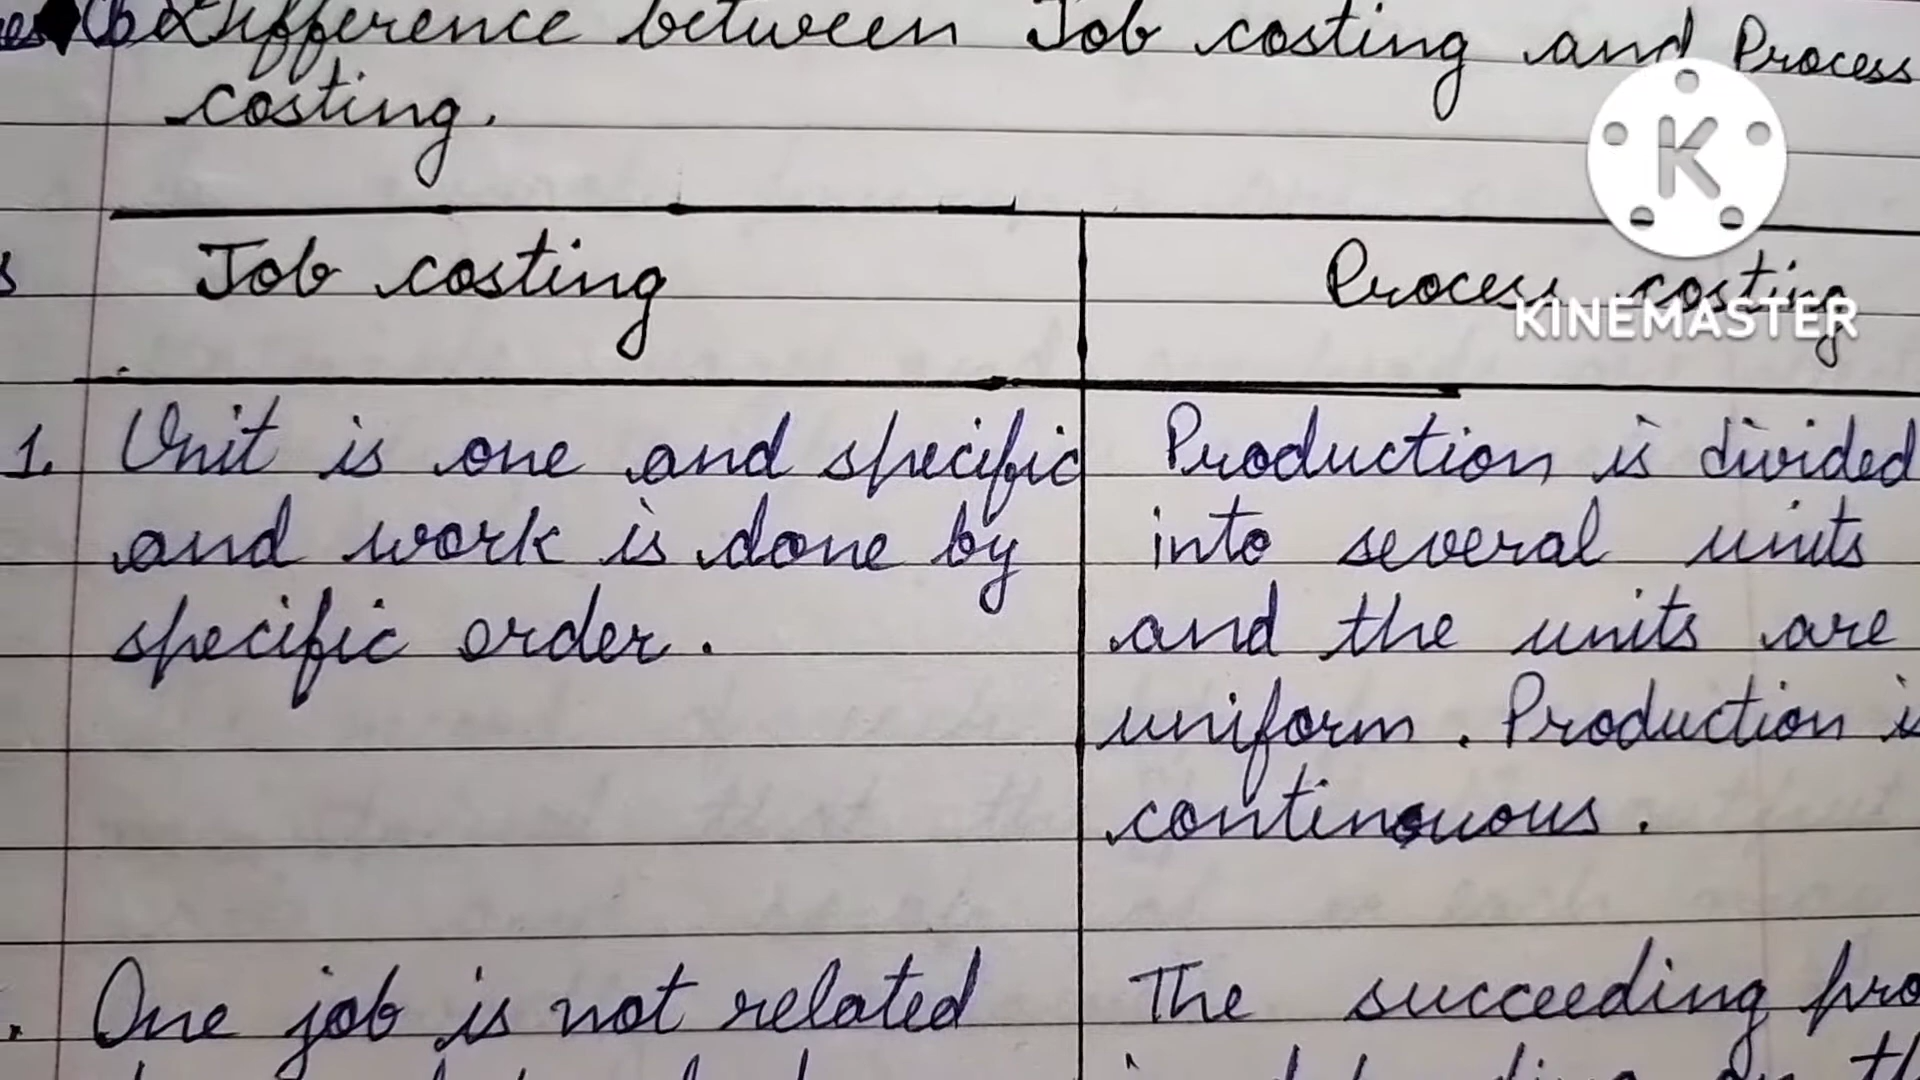 Difference between Job costing and Process
costing.
K
Job costing Process costing
KINEMASTER
1. Unit is one and specific Production is divided
and work is done by into several units
specific order. and the units are
uniform. Production is
continuous.
One job is not related The succeeding pro